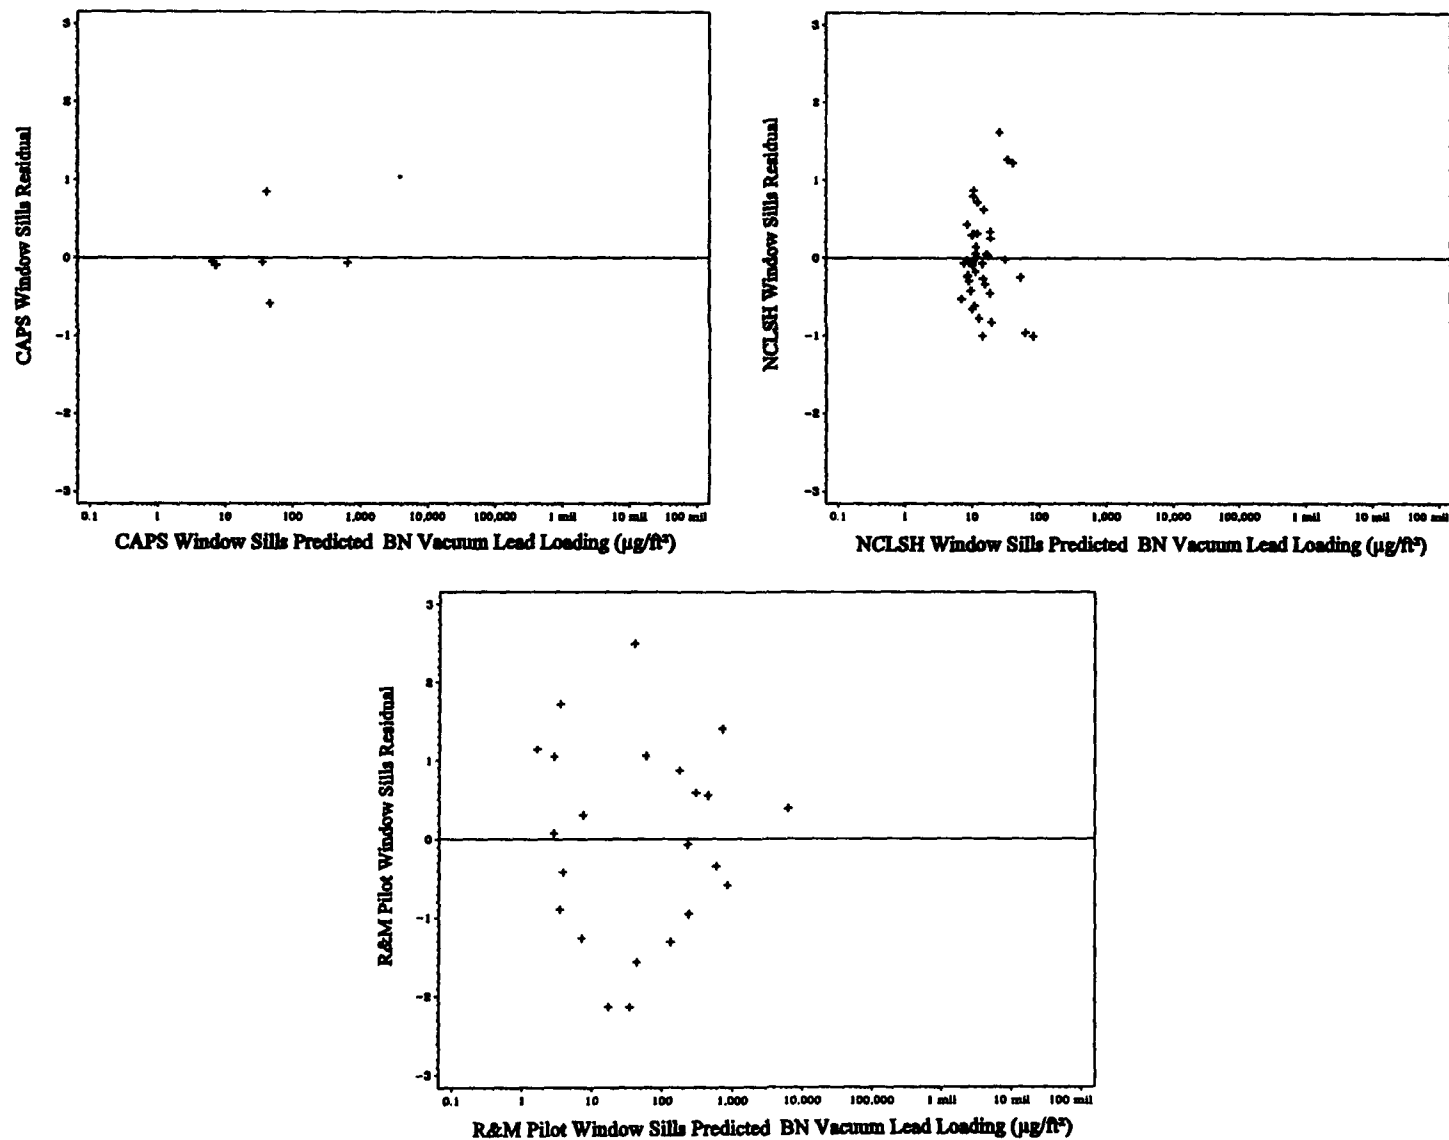 3
2
1
0
-1
-2
-3
CAPS Window Sills Residual
0.1 1 10 100 1,000 10,000 100,000 1 mil 10 mil 100 mil
CAPS Window Sills Predicted BN Vacuum Lead Loading (µg/ft²)
3
2
1
0
-1
-2
-3
NCLSH Window Sills Residual
0.1 1 10 100 1,000 10,000 100,000 1 mil 10 mil 100 mil
NCLSH Window Sills Predicted BN Vacuum Lead Loading (µg/ft²)
3
2
1
0
-1
-2
-3
R&M Pilot Window Sills Residual
0.1 1 10 100 1.000 10,000 100,000 1 mil 10 mil 100 mil
R&M Pilot Window Sills Predicted BN Vacuum Lead Loading (µg/ft²)